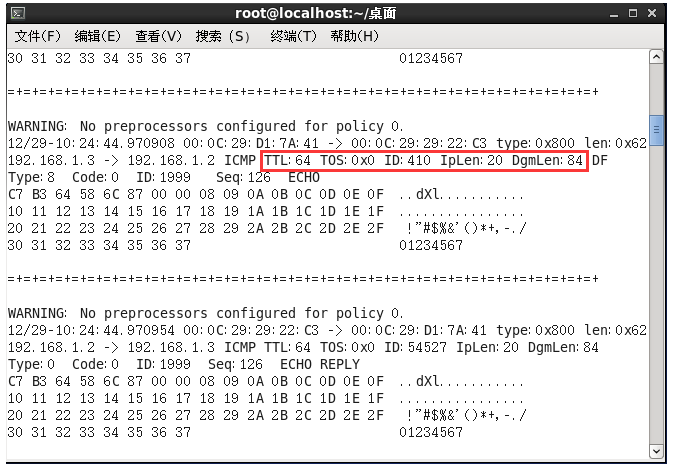 root@localhost:~/桌面
文件(F) 编辑(E) 查看(V) 搜索 (S) 终端(T) 帮助(H)
30 31 32 33 34 35 36 37 01234567
=+=+=+=+=+=+=+=+=+=+=+=+=+=+=+=+=+=+=+=+=+=+=+=+=+=+=+=+=+=+=+=+=+=+=+=+=+
WARNING: No preprocessors configured for policy 0.
12/29-10:24:44.970908 00:0C:29:D1:7A:41 -> 00:0C:29:29:22:C3 type:0x800 len:0x62
192.168.1.3 -> 192.168.1.2 ICMP TTL:64 TOS:0x0 ID:410 IpLen:20 DgmLen:84 DF
Type:8 Code:0 ID:1999 Seq:126 ECHO
C7 B3 64 58 6C 87 00 00 08 09 0A 0B 0C 0D 0E 0F ..dXl...........
10 11 12 13 14 15 16 17 18 19 1A 1B 1C 1D 1E 1F ................
20 21 22 23 24 25 26 27 28 29 2A 2B 2C 2D 2E 2F !"#$%&'()*+,-./
30 31 32 33 34 35 36 37 01234567
=+=+=+=+=+=+=+=+=+=+=+=+=+=+=+=+=+=+=+=+=+=+=+=+=+=+=+=+=+=+=+=+=+=+=+=+=+
WARNING: No preprocessors configured for policy 0.
12/29-10:24:44.970954 00:0C:29:29:22:C3 -> 00:0C:29:D1:7A:41 type:0x800 len:0x62
192.168.1.2 -> 192.168.1.3 ICMP TTL:64 TOS:0x0 ID:54527 IpLen:20 DgmLen:84
Type:0 Code:0 ID:1999 Seq:126 ECHO REPLY
C7 B3 64 58 6C 87 00 00 08 09 0A 0B 0C 0D 0E 0F ..dXl...........
10 11 12 13 14 15 16 17 18 19 1A 1B 1C 1D 1E 1F ................
20 21 22 23 24 25 26 27 28 29 2A 2B 2C 2D 2E 2F !"#$%&'()*+,-./
30 31 32 33 34 35 36 37 01234567